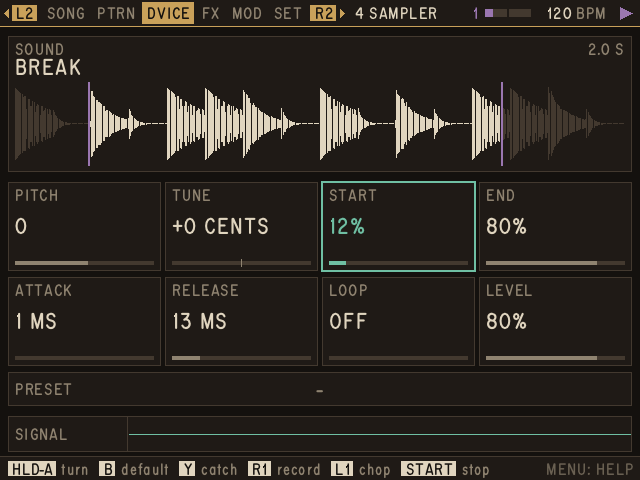 L2 SONG PTRN DVICE FX MOD SET R2 4 SAMPLER 1 120 BPM
SOUND 2.0 S
BREAK
PITCH TUNE START END
0 +0 CENTS 12% 80%
ATTACK RELEASE LOOP LEVEL
1 MS 13 MS OFF 80%
PRESET -
SIGNAL
HLD-A turn B default Y catch R1 record L1 chop START stop MENU: HELP